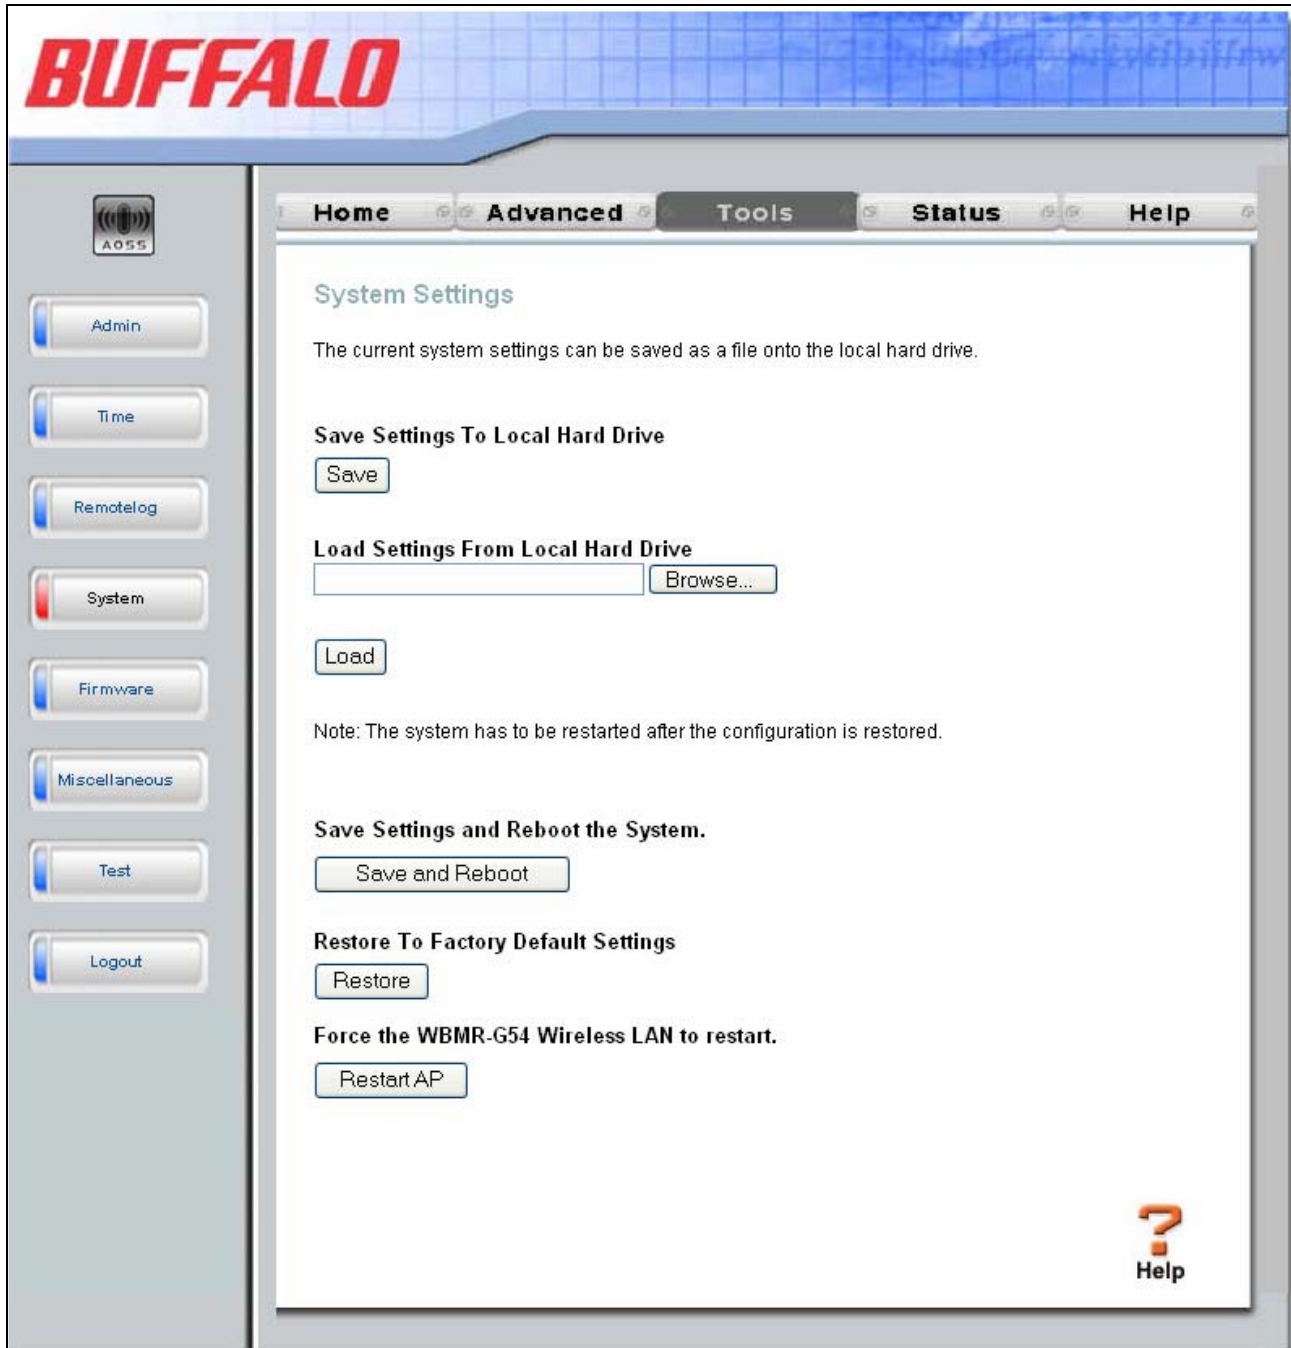 BUFFALO
AOSS
Home Advanced Tools Status Help
Admin
Time
Remotelog
System
Firmware
Miscellaneous
Test
Logout
System Settings
The current system settings can be saved as a file onto the local hard drive.
Save Settings To Local Hard Drive
Save
Load Settings From Local Hard Drive
Browse...
Load
Note: The system has to be restarted after the configuration is restored.
Save Settings and Reboot the System.
Save and Reboot
Restore To Factory Default Settings
Restore
Force the WBMR-G54 Wireless LAN to restart.
Restart AP
Help